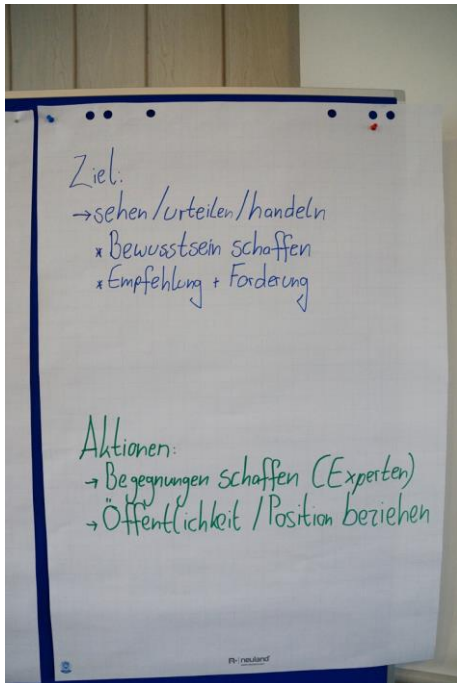 Ziel:
→ sehen/urteilen/handeln
* Bewusstsein schaffen
* Empfehlung + Forderung
Aktionen:
→ Begegnungen schaffen (Experten)
→ Öffentlichkeit / Position beziehen
neuland